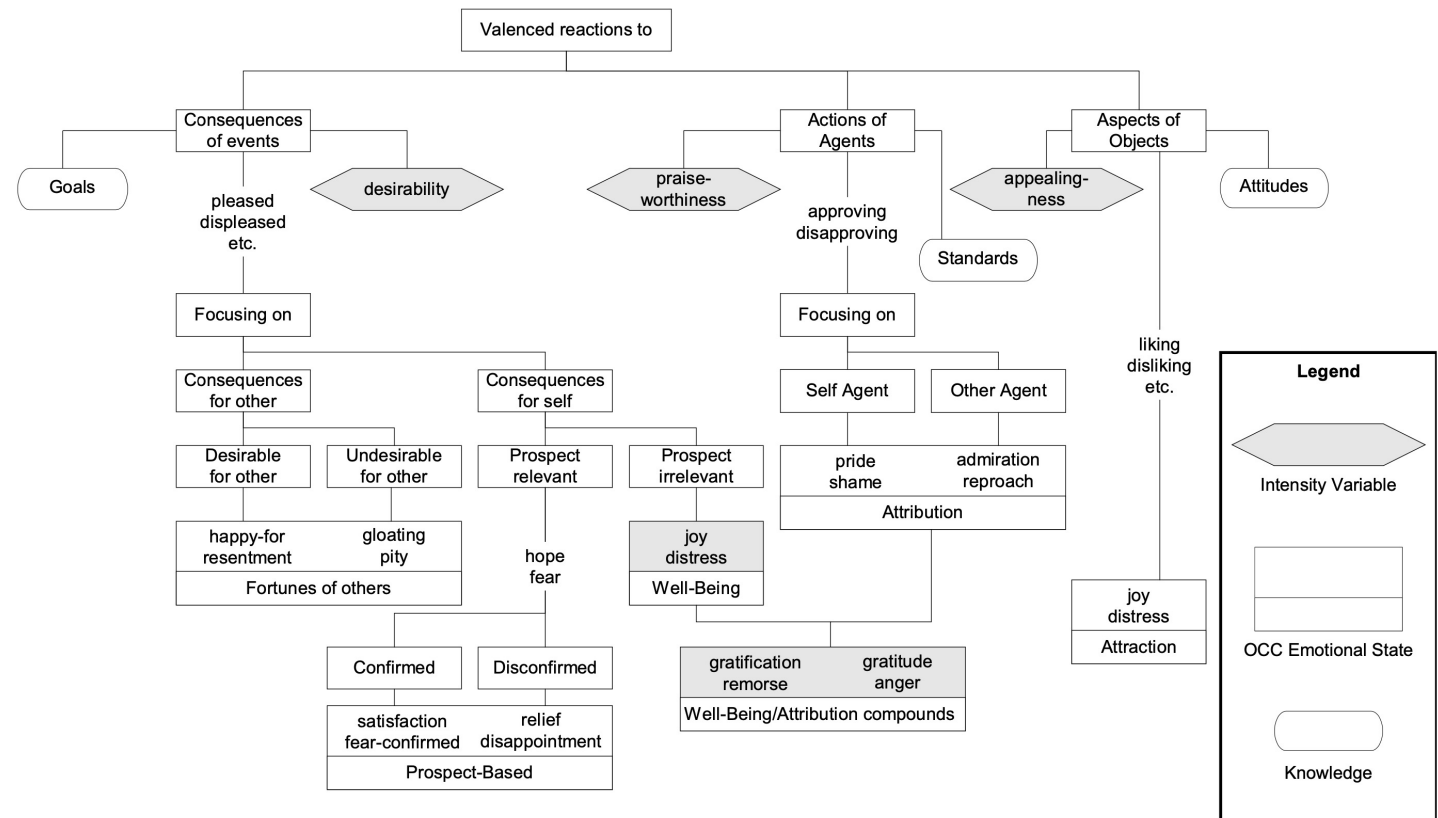 Valenced reactions to
Consequences
of events
Actions of
Agents
Aspects of
Objects
Goals
desirability
praise-
worthiness
appealing-
ness
Attitudes
pleased
displeased
etc.
approving
disapproving
Standards
Focusing on
Focusing on
liking
disliking
etc.
Consequences
for other
Consequences
for self
Self Agent
Other Agent
Desirable
for other
Undesirable
for other
Prospect
relevant
Prospect
irrelevant
pride
shame
admiration
reproach
Attribution
happy-for
resentment
gloating
pity
Fortunes of others
hope
fear
joy
distress
Well-Being
joy
distress
Attraction
Confirmed
Disconfirmed
gratification
remorse
gratitude
anger
Well-Being/Attribution compounds
satisfaction
fear-confirmed
relief
disappointment
Prospect-Based
Legend
Intensity Variable
OCC Emotional State
Knowledge